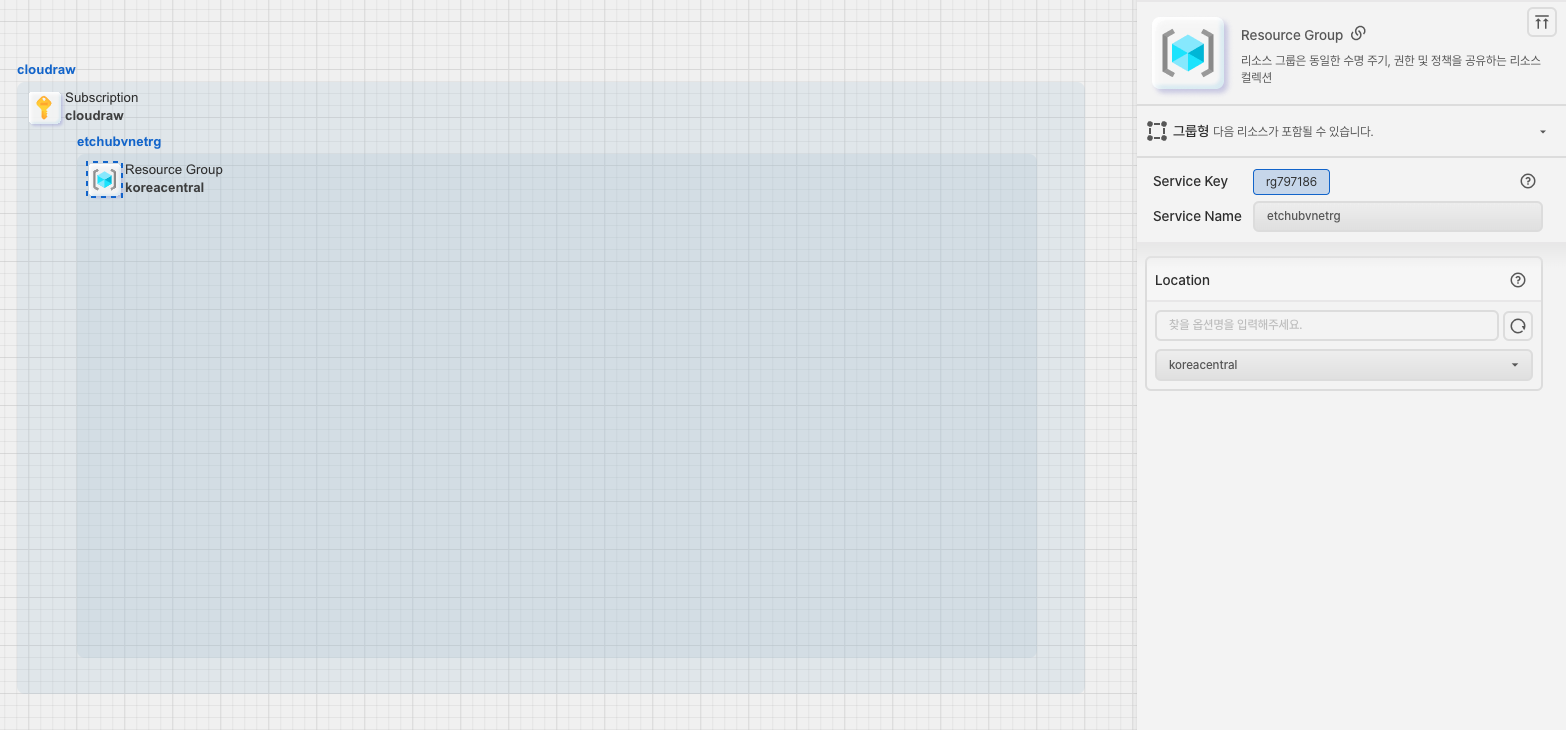 cloudraw
Subscription
cloudraw
etchubvnetrg
Resource Group
koreacentral
Resource Group
리소스 그룹은 동일한 수명 주기, 권한 및 정책을 공유하는 리소스
컬렉션
그룹형 다음 리소스가 포함될 수 있습니다.
Service Key rg797186
Service Name etchubvnetrg
Location
찾을 옵션명을 입력해주세요.
koreacentral